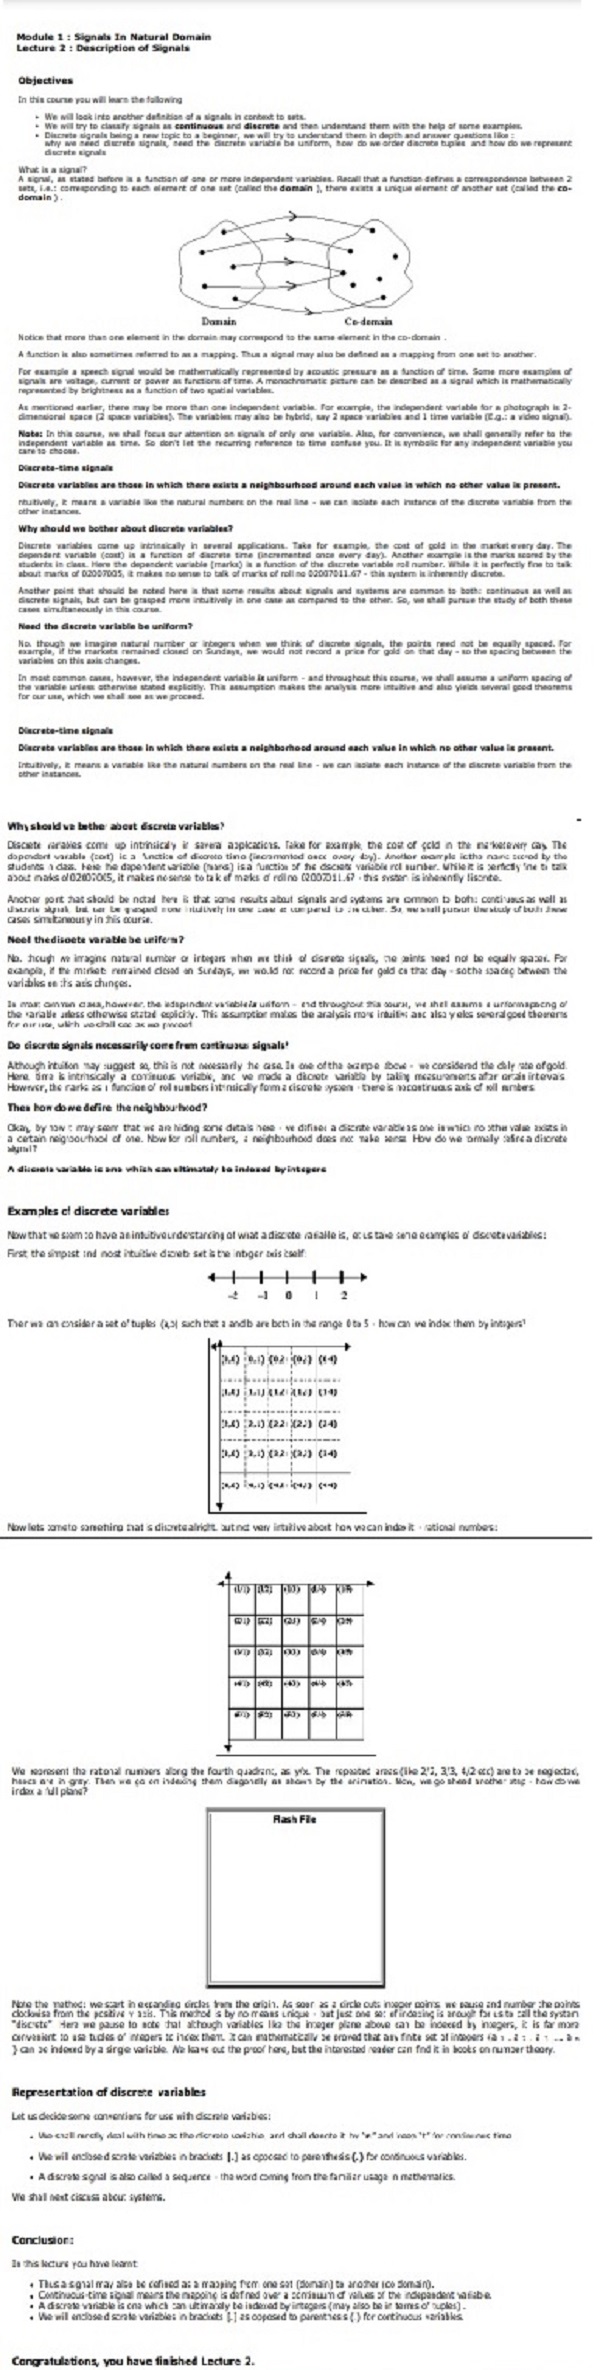 Module 1 : Signals In Natural Domain
Lecture 2 : Description of Signals
Objectives
In this course you will learn the following
• We will look into another definition of a signals in context to sets.
• We will try to classify signals as continuous and discrete and then understand them with the help of some examples.
• Discrete signals being a new topic to a beginner, we will try to understand them in depth and answer questions like :
why we need discrete signals, need the discrete variable be uniform, how do we order discrete tuples and how do we represent
discrete signals
What is a signal?
A signal, as stated before is a function of one or more independent variables. Recall that a function defines a correspondence between 2
sets, i.e.: corresponding to each element of one set (called the domain ), there exists a unique element of another set (called the co-
domain ) .
Domain
Co-domain
Notice that more than one element in the domain may correspond to the same element in the co-domain .
A function is also sometimes referred to as a mapping. Thus a signal may also be defined as a mapping from one set to another.
For example a speech signal would be mathematically represented by acoustic pressure as a function of time. Some more examples of
signals are voltage, current or power as functions of time. A monochromatic picture can be described as a signal which is mathematically
represented by brightness as a function of two spatial variables.
As mentioned earlier, there may be more than one independent variable. For example, the independent variable for a photograph is 2-
dimensional space (2 space variables). The variables may also be hybrid, say 2 space variables and 1 time variable (E.g.: a video signal).
Note: In this course, we shall focus our attention on signals of only one variable. Also, for convenience, we shall generally refer to the
independent variable as time. So don't let the recurring reference to time confuse you. It is symbolic for any independent variable you
care to choose.
Discrete-time signals
Discrete variables are those in which there exists a neighbourhood around each value in which no other value is present.
ntuitively, it means a variable like the natural numbers on the real line - we can isolate each instance of the discrete variable from the
other instances.
Why should we bother about discrete variables?
Discrete variables come up intrinsically in several applications. Take for example, the cost of gold in the market every day. The
dependent variable (cost) is a function of discrete time (incremented once every day). Another example is the marks scored by the
students in class. Here the dependent variable (marks) is a function of the discrete variable roll number. While it is perfectly fine to talk
about marks of 02007005, it makes no sense to talk of marks of roll no 02007011.67 - this system is inherently discrete.
Another point that should be noted here is that some results about signals and systems are common to both: continuous as well as
discrete signals, but can be grasped more intuitively in one case as compared to the other. So, we shall pursue the study of both these
cases simultaneously in this course.
Need the discrete variable be uniform?
No. though we imagine natural number or integers when we think of discrete signals, the points need not be equally spaced. For
example, if the markets remained closed on Sundays, we would not record a price for gold on that day - so the spacing between the
variables on this axis changes.
In most common cases, however, the independent variable is uniform - and throughout this course, we shall assume a uniform spacing of
the variable unless otherwise stated explicitly. This assumption makes the analysis more intuitive and also yields several good theorems
for our use, which we shall see as we proceed.
Discrete-time signals
Discrete variables are those in which there exists a neighborhood around each value in which no other value is present.
Intuitively, it means a variable like the natural numbers on the real line - we can isolate each instance of the discrete variable from the
other instances.
Why should we bother about discrete variables?
Discrete variables come up intrinsically in several applications. Take for example, the cost of gold in the market every day. The
dependent variable (cost) is a function of discrete time (incremented once every day). Another example is the marks scored by the
students in class. Here the dependent variable (marks) is a function of the discrete variable roll number. While it is perfectly fine to talk
about marks of 02007005, it makes no sense to talk of marks of roll no 02007011.67 - this system is inherently discrete.
Another point that should be noted here is that some results about signals and systems are common to both: continuous as well as
discrete signals, but can be grasped more intuitively in one case as compared to the other. So, we shall pursue the study of both these
cases simultaneously in this course.
Need the discrete variable be uniform?
No. though we imagine natural number or integers when we think of discrete signals, the points need not be equally spaced. For
example, if the markets remained closed on Sundays, we would not record a price for gold on that day - so the spacing between the
variables on this axis changes.
In most common cases, however, the independent variable is uniform - and throughout this course, we shall assume a uniform spacing of
the variable unless otherwise stated explicitly. This assumption makes the analysis more intuitive and also yields several good theorems
for our use, which we shall see as we proceed
Do discrete signals necessarily come from continuous signals?
Although intuition may suggest so, this is not necessarily the case. In one of the example above - we considered the daily rate of gold.
Here, time is intrinsically a continuous variable, and we made a discrete variable by taking measurements after certain intervals.
However, the marks as a function of roll numbers intrinsically form a discrete system - there is no continuous axis of roll numbers.
Then how do we define the neighbourhood?
Okay, by now it may seem that we are hiding some details here - we defined a discrete variable as one in which no other value exists in
a certain neighbourhood of one. Now for roll numbers, a neighbourhood does not make sense. How do we formally define a discrete
signal?
A discrete variable is one which can ultimately be indexed by integers
Examples of discrete variables
Now that we seem to have an intuitive understanding of what a discrete variable is, let us take some examples of discrete variables:
First, the simplest and most intuitive discrete set is the integer axis itself:
-2 -1 0 1 2
Then we can consider a set of tuples (a,b) such that a and b are both in the range 0 to 5 - how can we index them by integers?
Now lets come to something that is discrete alright, but not very intuitive about how we can index it - rational numbers:
We represent the rational numbers along the fourth quadrant, as y/x. The repeated areas (like 2/2, 3/3, 4/2 etc) are to be neglected,
hence are in grey. Then we go on indexing them diagonally as shown by the animation. Now, we go ahead another step - how do we
index a full plane?
Flash File
Note the method: we start in expanding circles from the origin. As soon as a circle cuts integer points, we pause and number the points
clockwise from the positive Y axis. This method is by no means unique - but just one set of indexing is enough for us to call the system
"discrete". Here we pause to note that although variables like the integer plane above can be indexed by integers, it is far more
convenient to use tuples of integers to index them. It can mathematically be proved that any finite set of integers
} can be indexed by a single variable. We leave out the proof here, but the interested reader can find it in books on number theory.
Representation of discrete variables
Let us decide some conventions for use with discrete variables:
• We shall mostly deal with time as the discrete variable, and shall denote it by "n" and keep "t" for continuous time
• We will enclose discrete variables in brackets [.] as opposed to parenthesis (.) for continuous variables.
• A discrete signal is also called a sequence - the word coming from the familiar usage in mathematics.
We shall next discuss about systems.
Conclusion:
In this lecture you have learnt:
• Thus a signal may also be defined as a mapping from one set (domain) to another (co domain).
• Continuous-time signal means the mapping is defined over a continuum of values of the independent variable.
• A discrete variable is one which can ultimately be indexed by integers (may also be in terms of tuples) .
• We will enclose discrete variables in brackets [.] as opposed to parenthesis (.) for continuous variables.
Congratulations, you have finished Lecture 2.